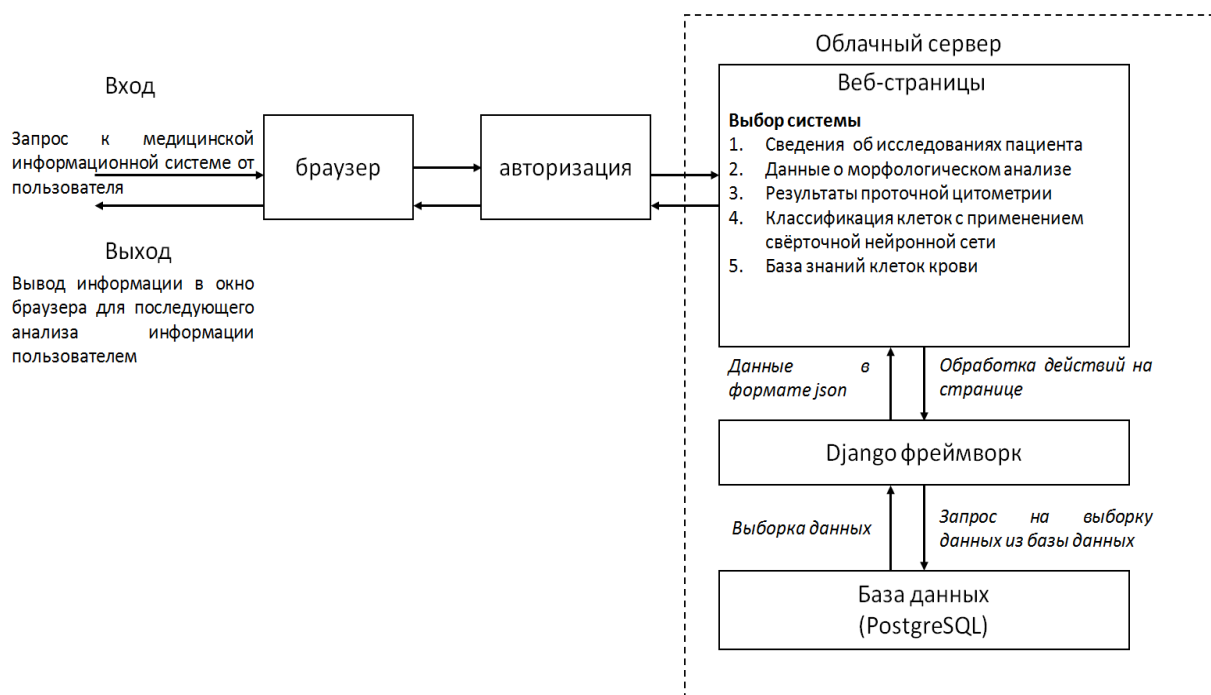 Облачный сервер
Вход
Запрос к медицинской
информационной системе от
пользователя
Выход
Вывод информации в окно
браузера для последующего
анализа информации
пользователем
браузер
авторизация
Веб-страницы
Выбор системы
1. Сведения об исследованиях пациента
2. Данные о морфологическом анализе
3. Результаты проточной цитометрии
4. Классификация клеток с применением
свёрточной нейронной сети
5. База знаний клеток крови
Данные в
формате json
Обработка действий на
странице
Django фреймворк
Выборка данных
Запрос на выборку
данных из базы данных
База данных
(PostgreSQL)